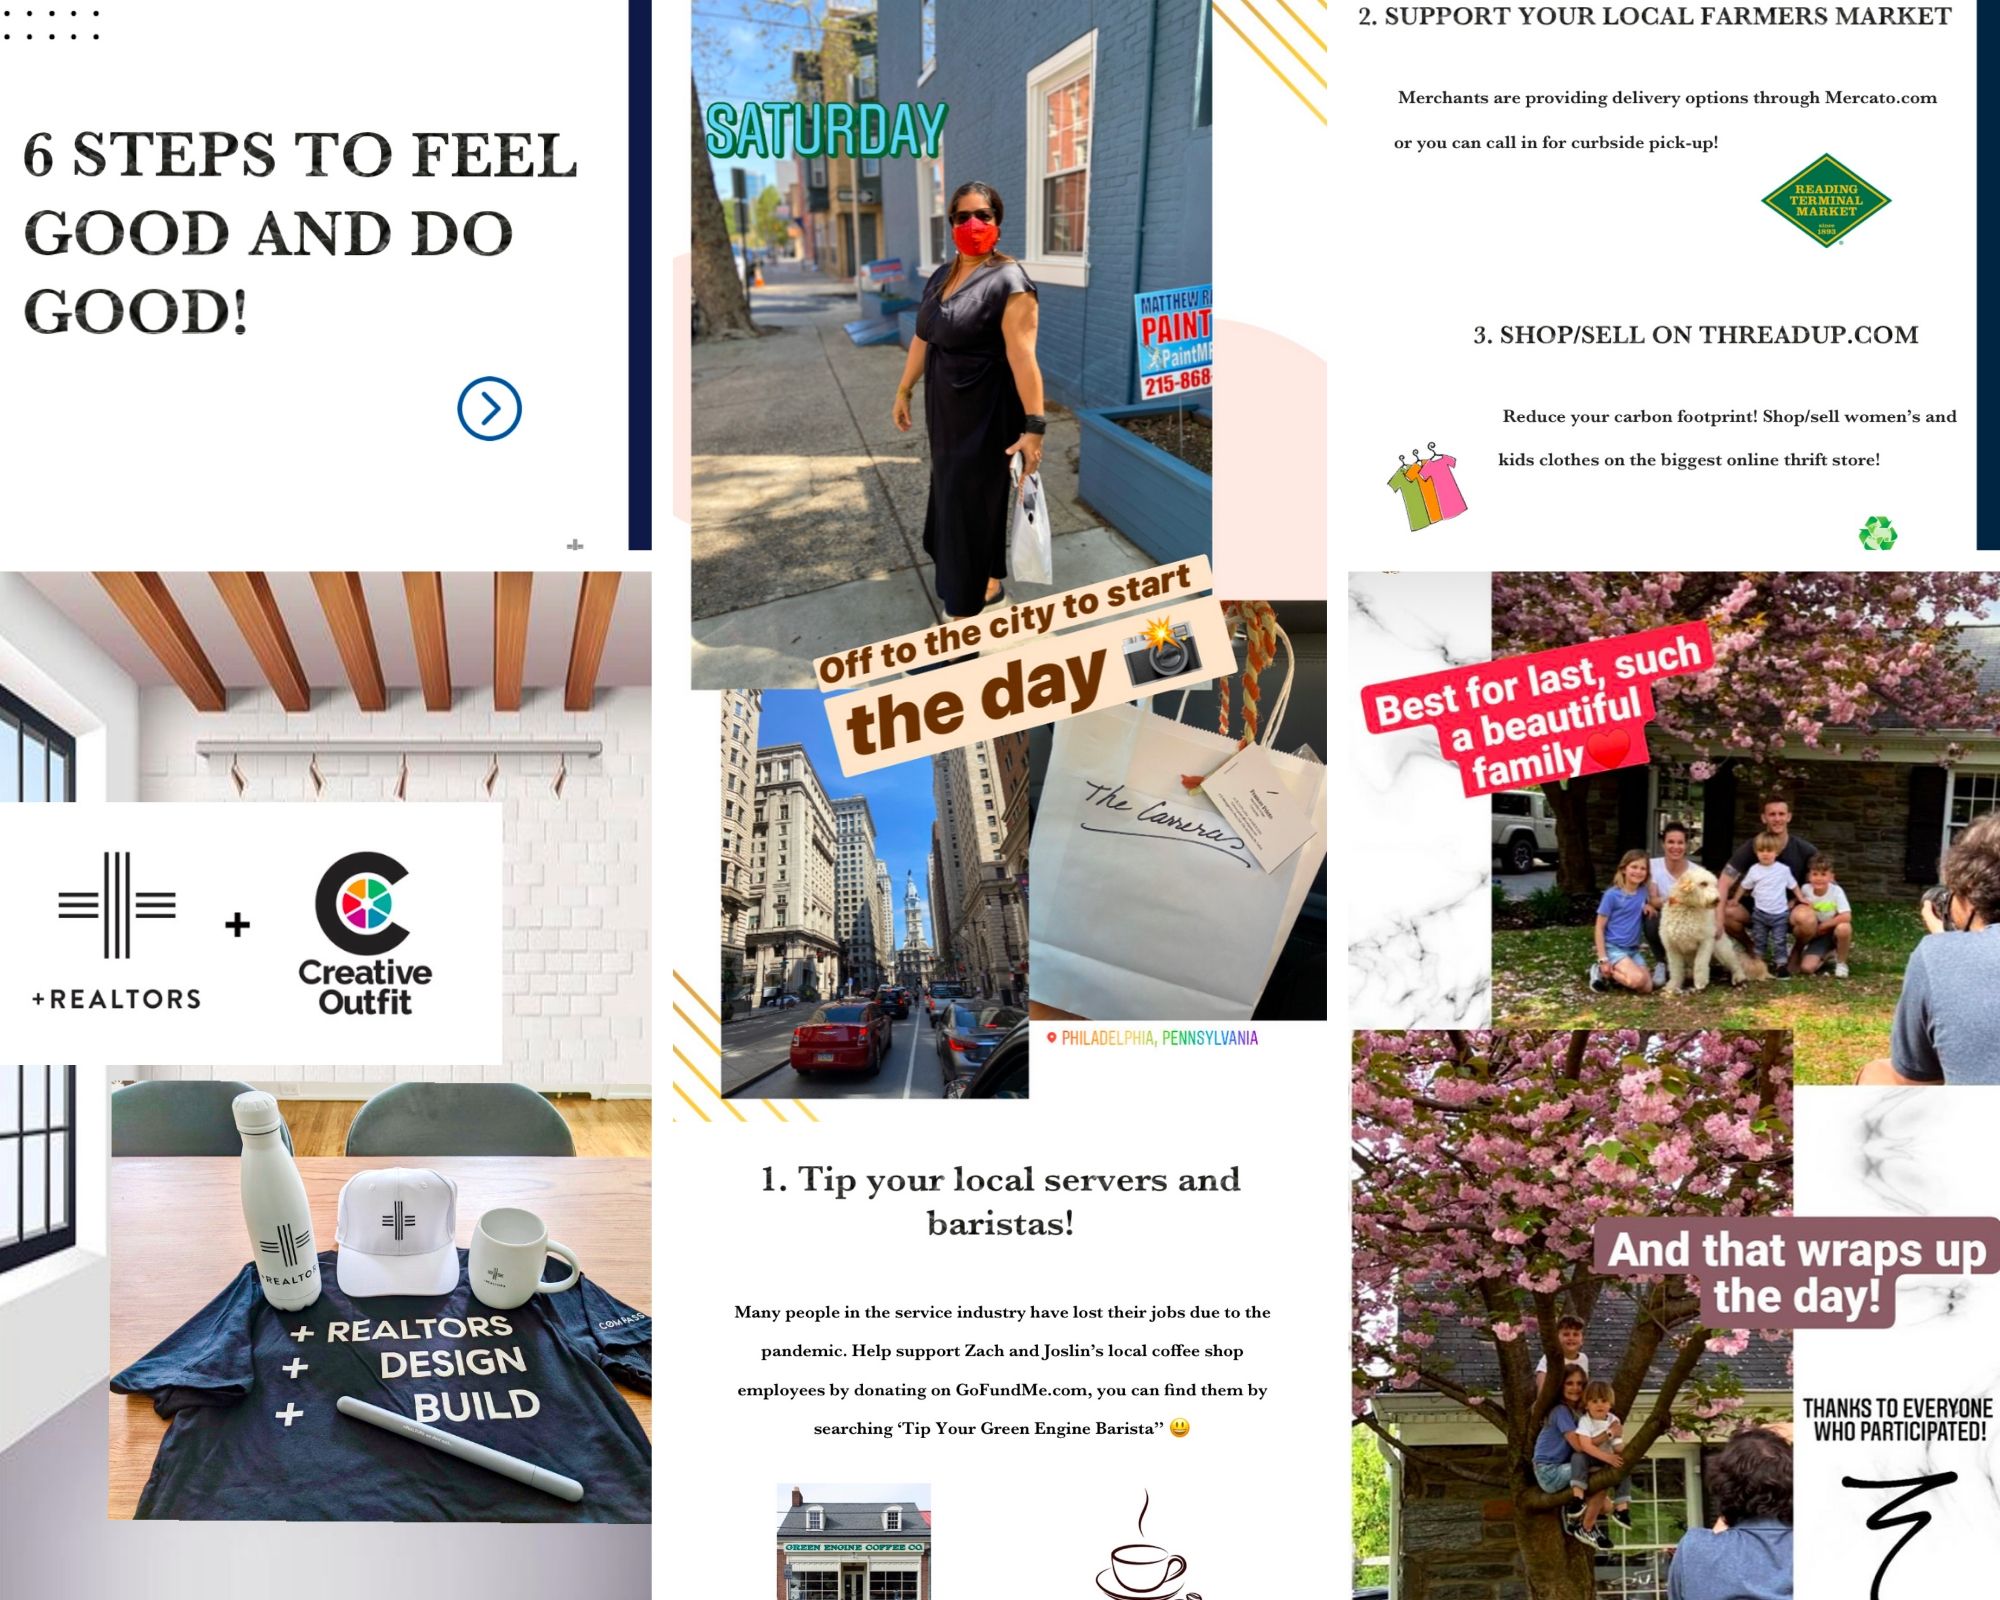 6 STEPS TO FEEL
GOOD AND DO
GOOD!
+REALTORS
+
Creative
Outfit
+REALTOR
+ REALTORS
+ DESIGN
+ BUILD
COMPASS
SATURDAY
MATTHEW
PAINT
215-868-
Off to the city to start
the day
The Carreras
PHILADELPHIA, PENNSYLVANIA
1. Tip your local servers and
baristas!
Many people in the service industry have lost their jobs due to the
pandemic. Help support Zach and Joslin’s local coffee shop
employees by donating on GoFundMe.com, you can find them by
searching ‘Tip Your Green Engine Barista” 😃
GREEN ENGINE COFFEE CO
2. SUPPORT YOUR LOCAL FARMERS MARKET
Merchants are providing delivery options through Mercato.com
or you can call in for curbside pick-up!
READING
TERMINAL
MARKET
since
1893
3. SHOP/SELL ON THREADUP.COM
Reduce your carbon footprint! Shop/sell women’s and
kids clothes on the biggest online thrift store!
Best for last, such
a beautiful
family
And that wraps up
the day!
THANKS TO EVERYONE
WHO PARTICIPATED!